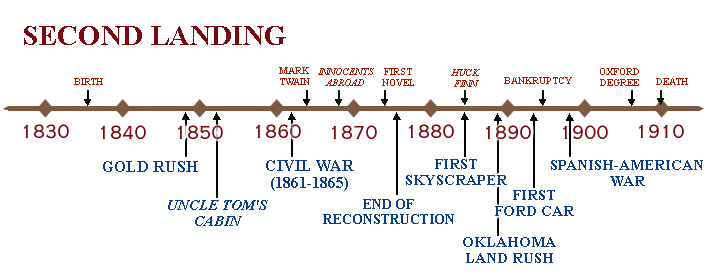 SECOND LANDING
BIRTH
MARK
TWAIN
INNOCENTS
ABROAD
FIRST
NOVEL
HUCK
FINN
BANKRUPTCY
OXFORD
DEGREE
DEATH
1830 1840 1850 1860 1870 1880 1890 1900 1910
GOLD RUSH
UNCLE TOM'S
CABIN
CIVIL WAR
(1861-1865)
END OF
RECONSTRUCTION
FIRST
SKYSCRAPER
OKLAHOMA
LAND RUSH
FIRST
FORD CAR
SPANISH-AMERICAN
WAR